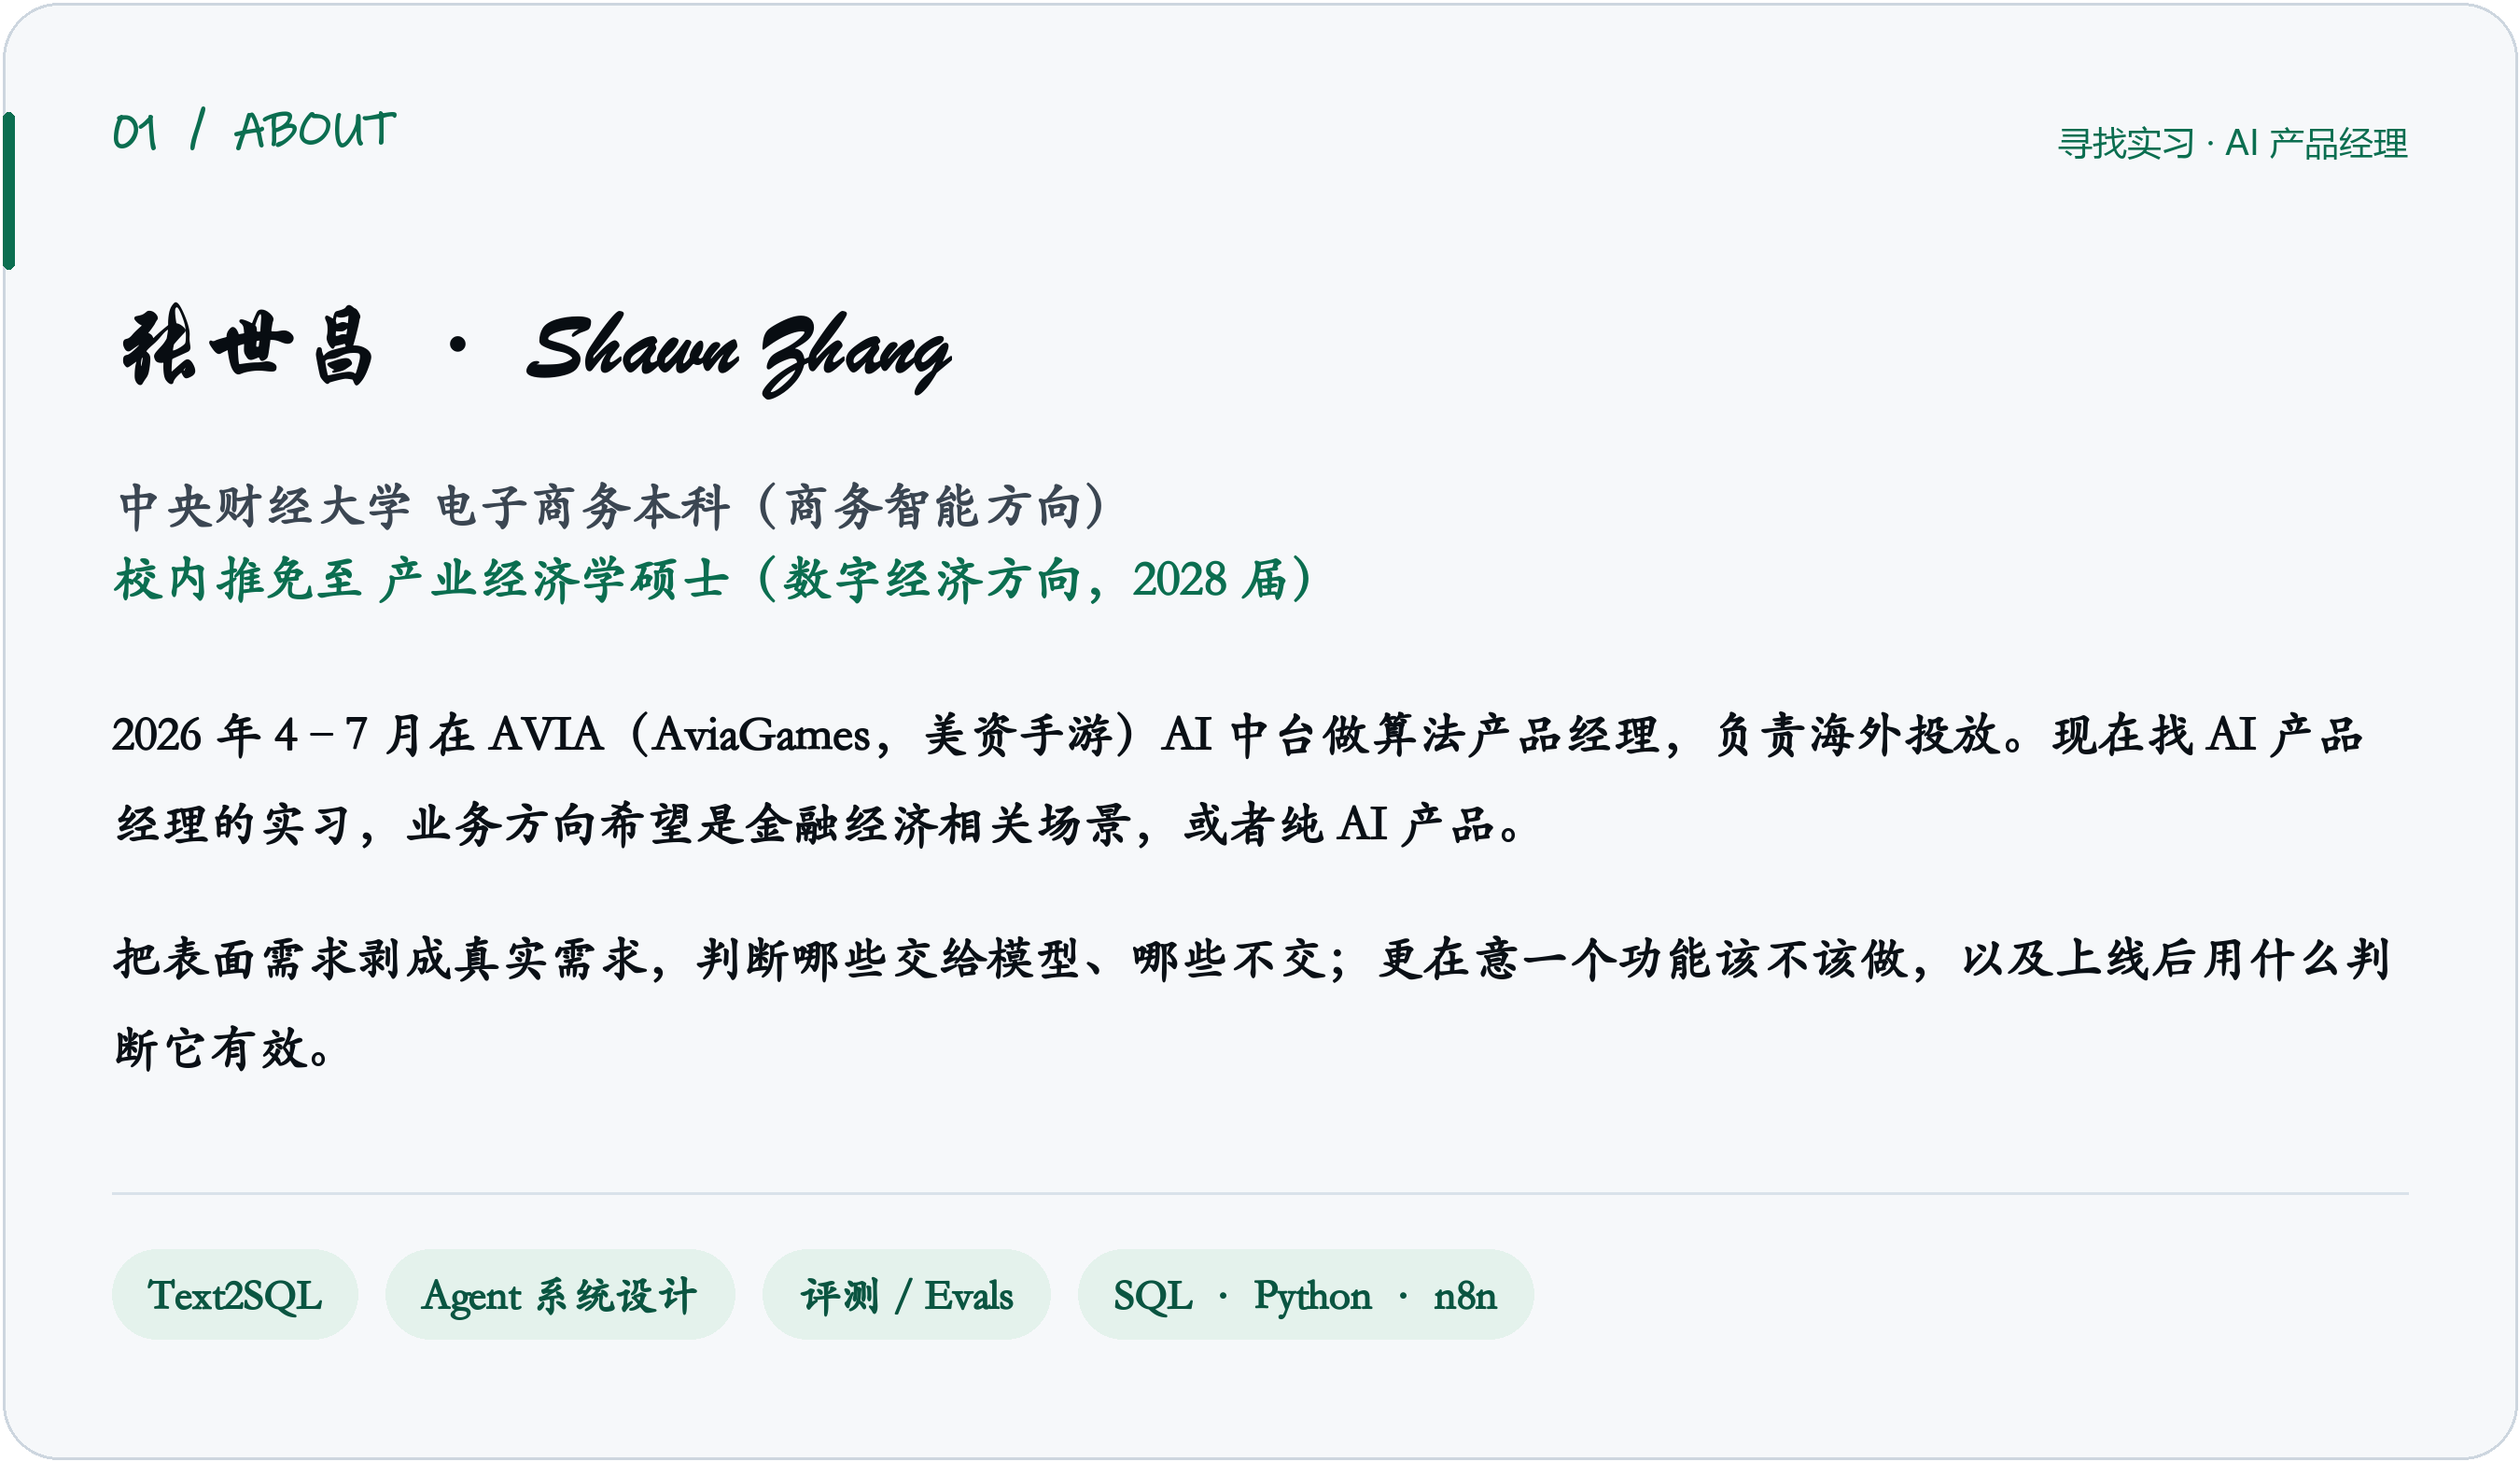 01 / ABOUT
寻找实习 · AI 产品经理
张世昌 · Shawn Zhang
中央财经大学 电子商务本科（商务智能方向）
校内推免至 产业经济学硕士（数字经济方向，2028 届）
2026 年 4 – 7 月在 AVIA（AviaGames，美资手游）AI 中台做算法产品经理，负责海外投放。现在找 AI 产品
经理的实习，业务方向希望是金融经济相关场景，或者纯 AI 产品。
把表面需求剥成真实需求，判断哪些交给模型、哪些不交；更在意一个功能该不该做，以及上线后用什么判
断它有效。
Text2SQL
Agent 系统设计
评测 / Evals
SQL · Python · n8n